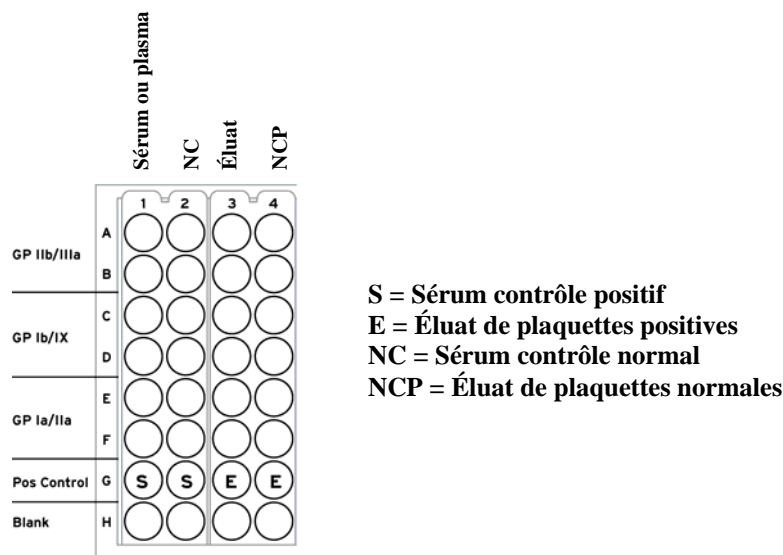 Sérum ou plasma
NC
Éluat
NCP
1 2 3 4
A
GP IIb/IIIa
B
C
GP Ib/IX
D
E
GP Ia/IIa
F
Pos Control G S S E E
Blank H
S = Sérum contrôle positif
E = Éluat de plaquettes positives
NC = Sérum contrôle normal
NCP = Éluat de plaquettes normales